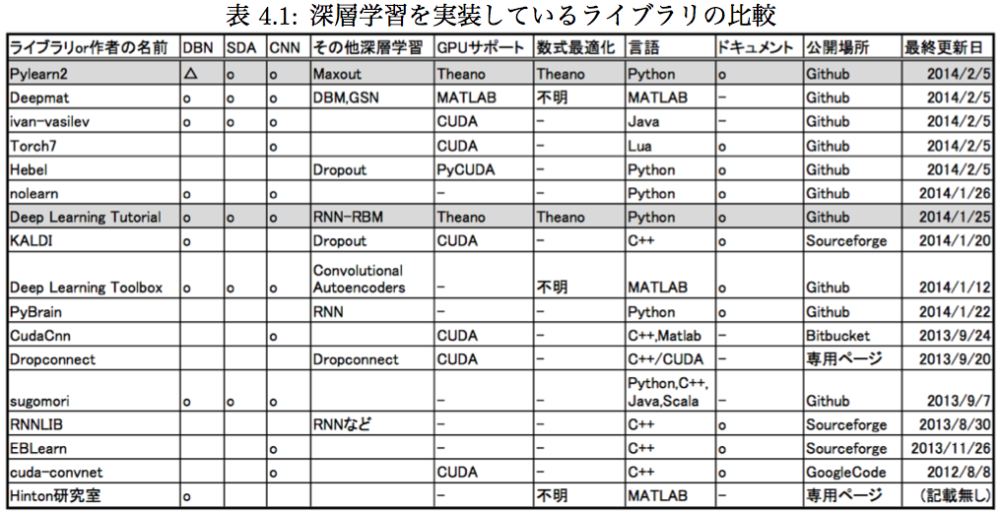 表 4.1: 深層学習を実装しているライブラリの比較
ライブラリor作者の名前 DBN SDA CNN その他深層学習 GPUサポート 数式最適化 言語 ドキュメント 公開場所 最終更新日
Pylearn2 △ o o Maxout Theano Theano Python o Github 2014/2/5
Deepmat o o o DBM,GSN MATLAB 不明 MATLAB − Github 2014/2/5
ivan-vasilev o o o CUDA − Java − Github 2014/2/5
Torch7 o CUDA − Lua o Github 2014/2/5
Hebel Dropout PyCUDA − Python o Github 2014/2/5
nolearn o o − − Python o Github 2014/1/26
Deep Learning Tutorial o o o RNN-RBM Theano Theano Python o Github 2014/1/25
KALDI o Dropout CUDA − C++ o Sourceforge 2014/1/20
Convolutional
Deep Learning Toolbox o o o Autoencoders − 不明 MATLAB o Github 2014/1/12
PyBrain RNN − − Python o Github 2014/1/22
CudaCnn o CUDA − C++,Matlab − Bitbucket 2013/9/24
Dropconnect Dropconnect CUDA − C++/CUDA − 専用ページ 2013/9/20
Python,C++,
sugomori o o o − − Java,Scala − Github 2013/9/7
RNNLIB RNNなど − − C++ o Sourceforge 2013/8/30
EBLearn o − − C++ o Sourceforge 2013/11/26
cuda-convnet o CUDA − C++ o GoogleCode 2012/8/8
Hinton研究室 o − 不明 MATLAB − 専用ページ (記載無し)